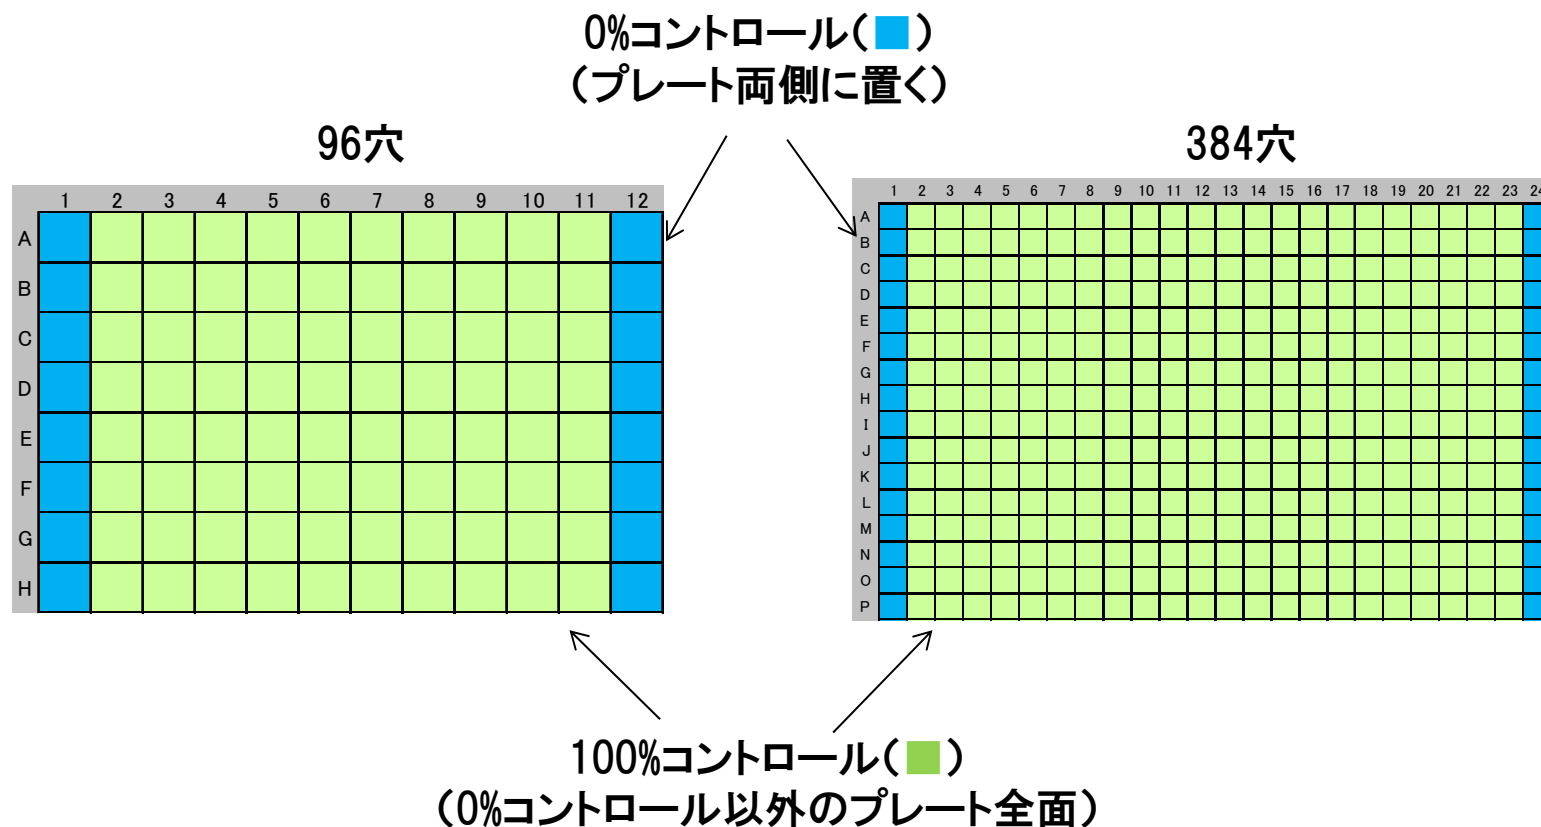 0%コントロール(■)
(プレート両側に置く)
96穴
384穴
1 2 3 4 5 6 7 8 9 10 11 12
A
B
C
D
E
F
G
H
1 2 3 4 5 6 7 8 9 10 11 12 13 14 15 16 17 18 19 20 21 22 23 24
A
B
C
D
E
F
G
H
I
J
K
L
M
N
O
P
100%コントロール(■)
(0%コントロール以外のプレート全面)